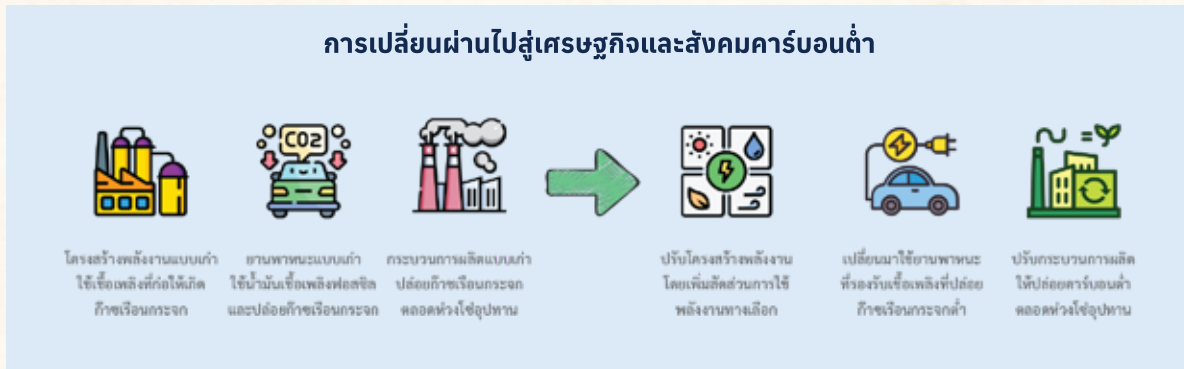 การเปลี่ยนผ่านไปสู่เศรษฐกิจและสังคมคาร์บอนต่ำ
CO2
โครงสร้างพลังงานแบบเก่า
ใช้เชื้อเพลิงที่ก่อให้เกิด
ก๊าซเรือนกระจก
ยานพาหนะแบบเก่า
ใช้น้ำมันเชื้อเพลิงฟอสซิล
และปล่อยก๊าซเรือนกระจก
กระบวนการผลิตแบบเก่า
ปล่อยก๊าซเรือนกระจก
ตลอดห่วงโซ่อุปทาน
ปรับโครงสร้างพลังงาน
โดยเพิ่มสัดส่วนการใช้
พลังงานทางเลือก
เปลี่ยนมาใช้ยานพาหนะ
ที่รองรับเชื้อเพลิงที่ปล่อย
ก๊าซเรือนกระจกต่ำ
ปรับกระบวนการผลิต
ให้ปล่อยคาร์บอนต่ำ
ตลอดห่วงโซ่อุปทาน